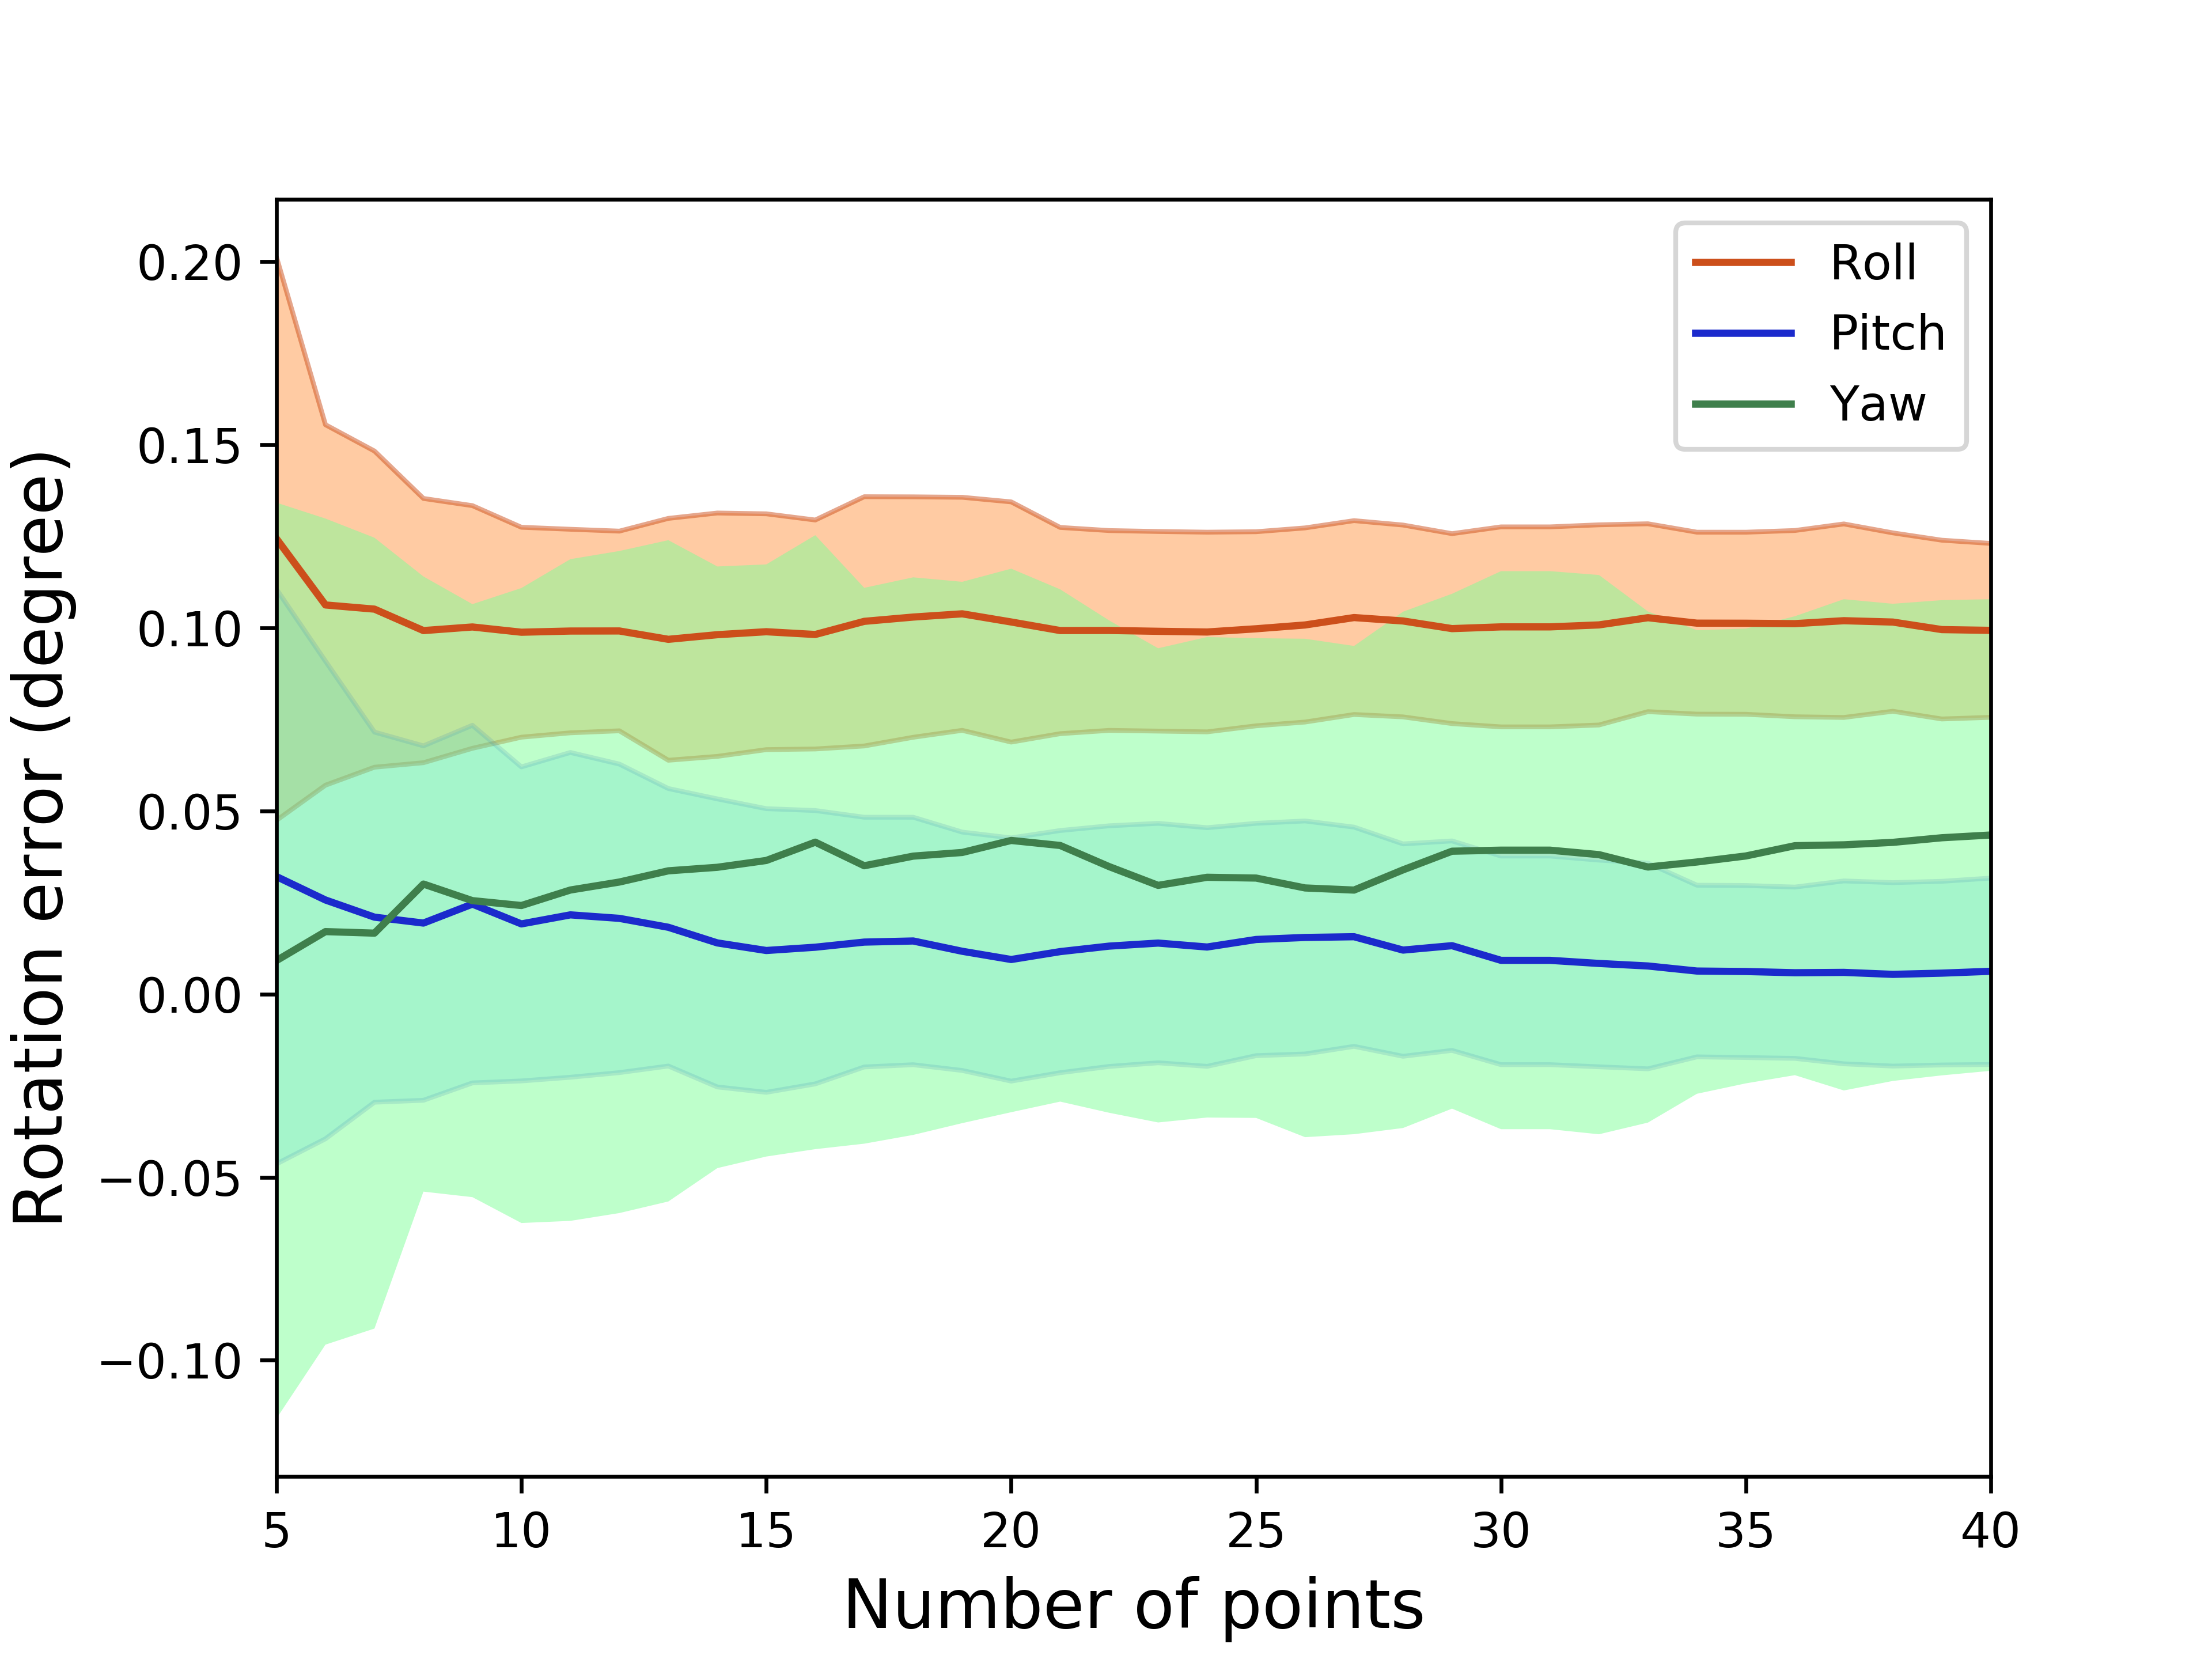 Roll
Pitch
Yaw
0.20
0.15
0.10
0.05
0.00
−0.05
−0.10
Rotation error (degree)
5 10 15 20 25 30 35 40
Number of points